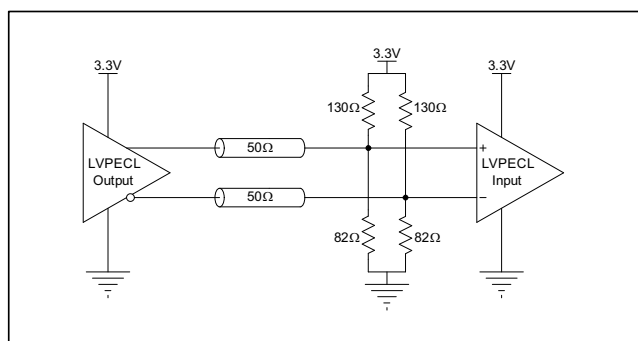 3.3V
3.3V
3.3V
130Ω
130Ω
LVPECL
Output
50Ω
50Ω
+
LVPECL
Input
−
82Ω
82Ω